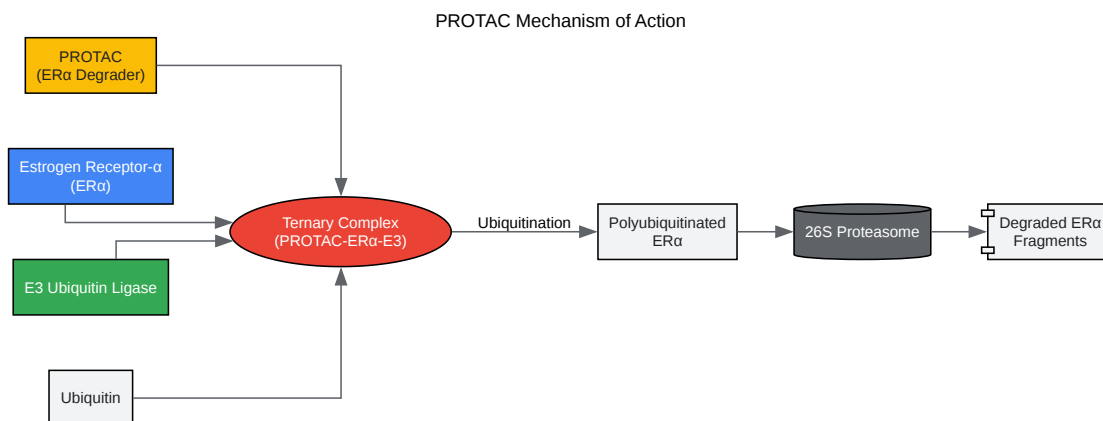 PROTAC Mechanism of Action
PROTAC
(ERα Degrader)
Estrogen Receptor-α
(ERα)
E3 Ubiquitin Ligase
Ubiquitin
Ternary Complex
(PROTAC-ERα-E3)
Ubiquitination
Polyubiquitinated
ERα
26S Proteasome
Degraded ERα
Fragments